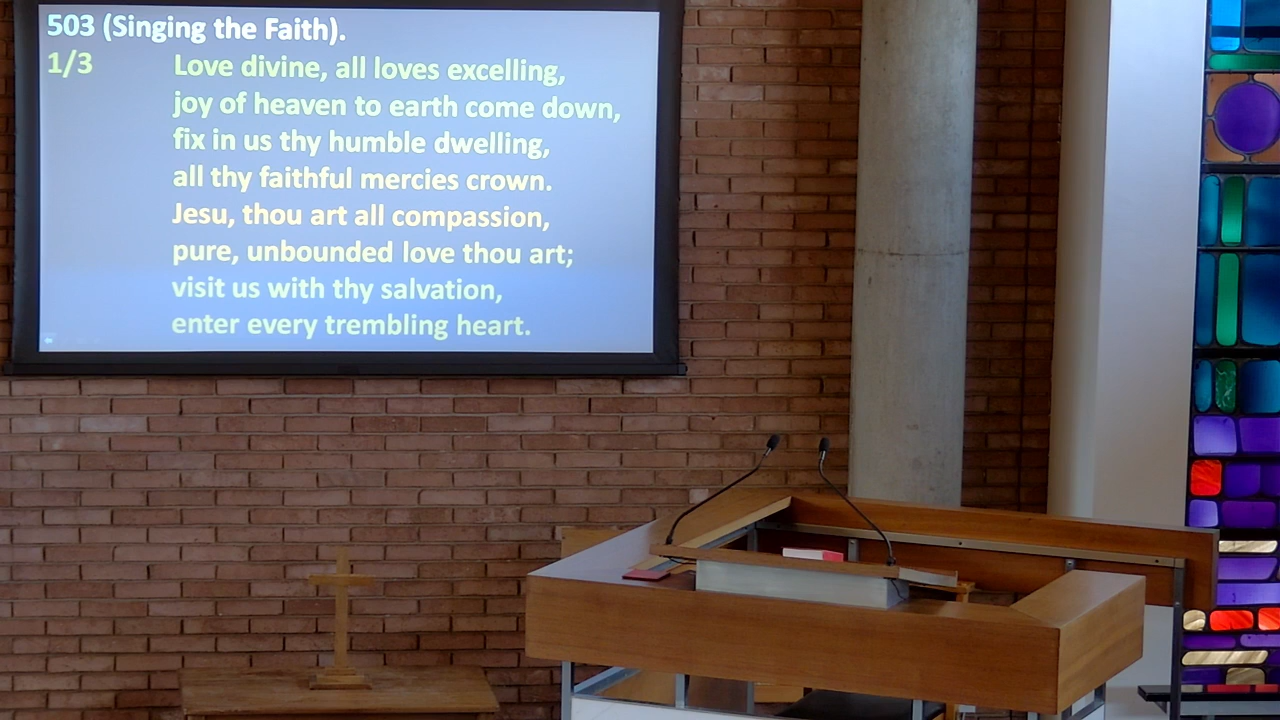 503 (Singing the Faith).
1/3 Love divine, all loves excelling,
joy of heaven to earth come down,
fix in us thy humble dwelling,
all thy faithful mercies crown.
Jesu, thou art all compassion,
pure, unbounded love thou art;
visit us with thy salvation,
enter every trembling heart.